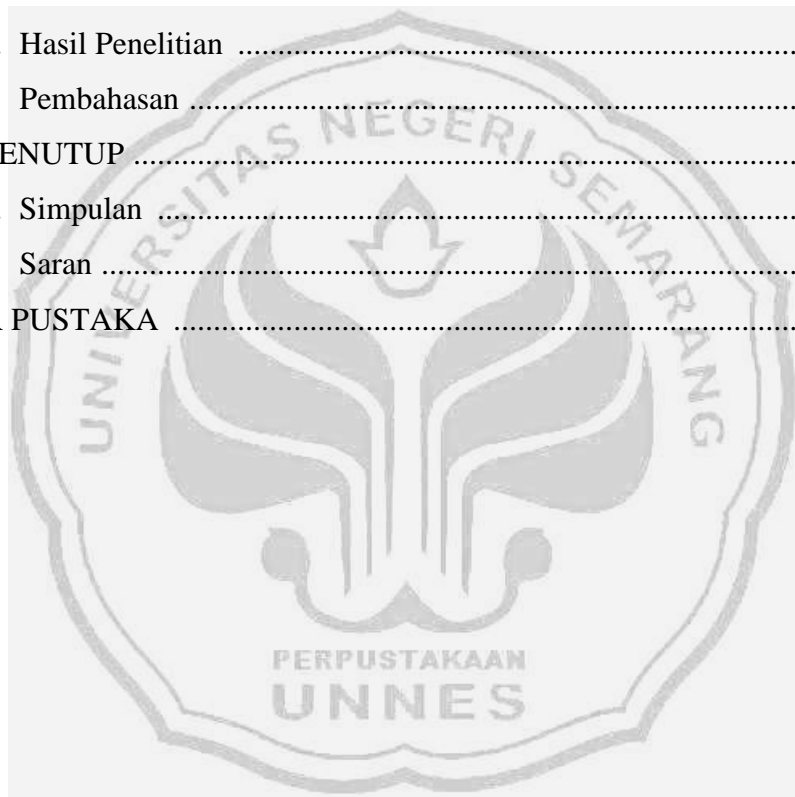 . Hasil Penelitian ..........................................................................
Pembahasan ................................................................................
ENUTUP .......................................................................................
. Simpulan ....................................................................................
Saran ...........................................................................................
PUSTAKA ..................................................................................
UNIVERSITAS NEGERI SEMARANG
PERPUSTAKAAN
UNNES